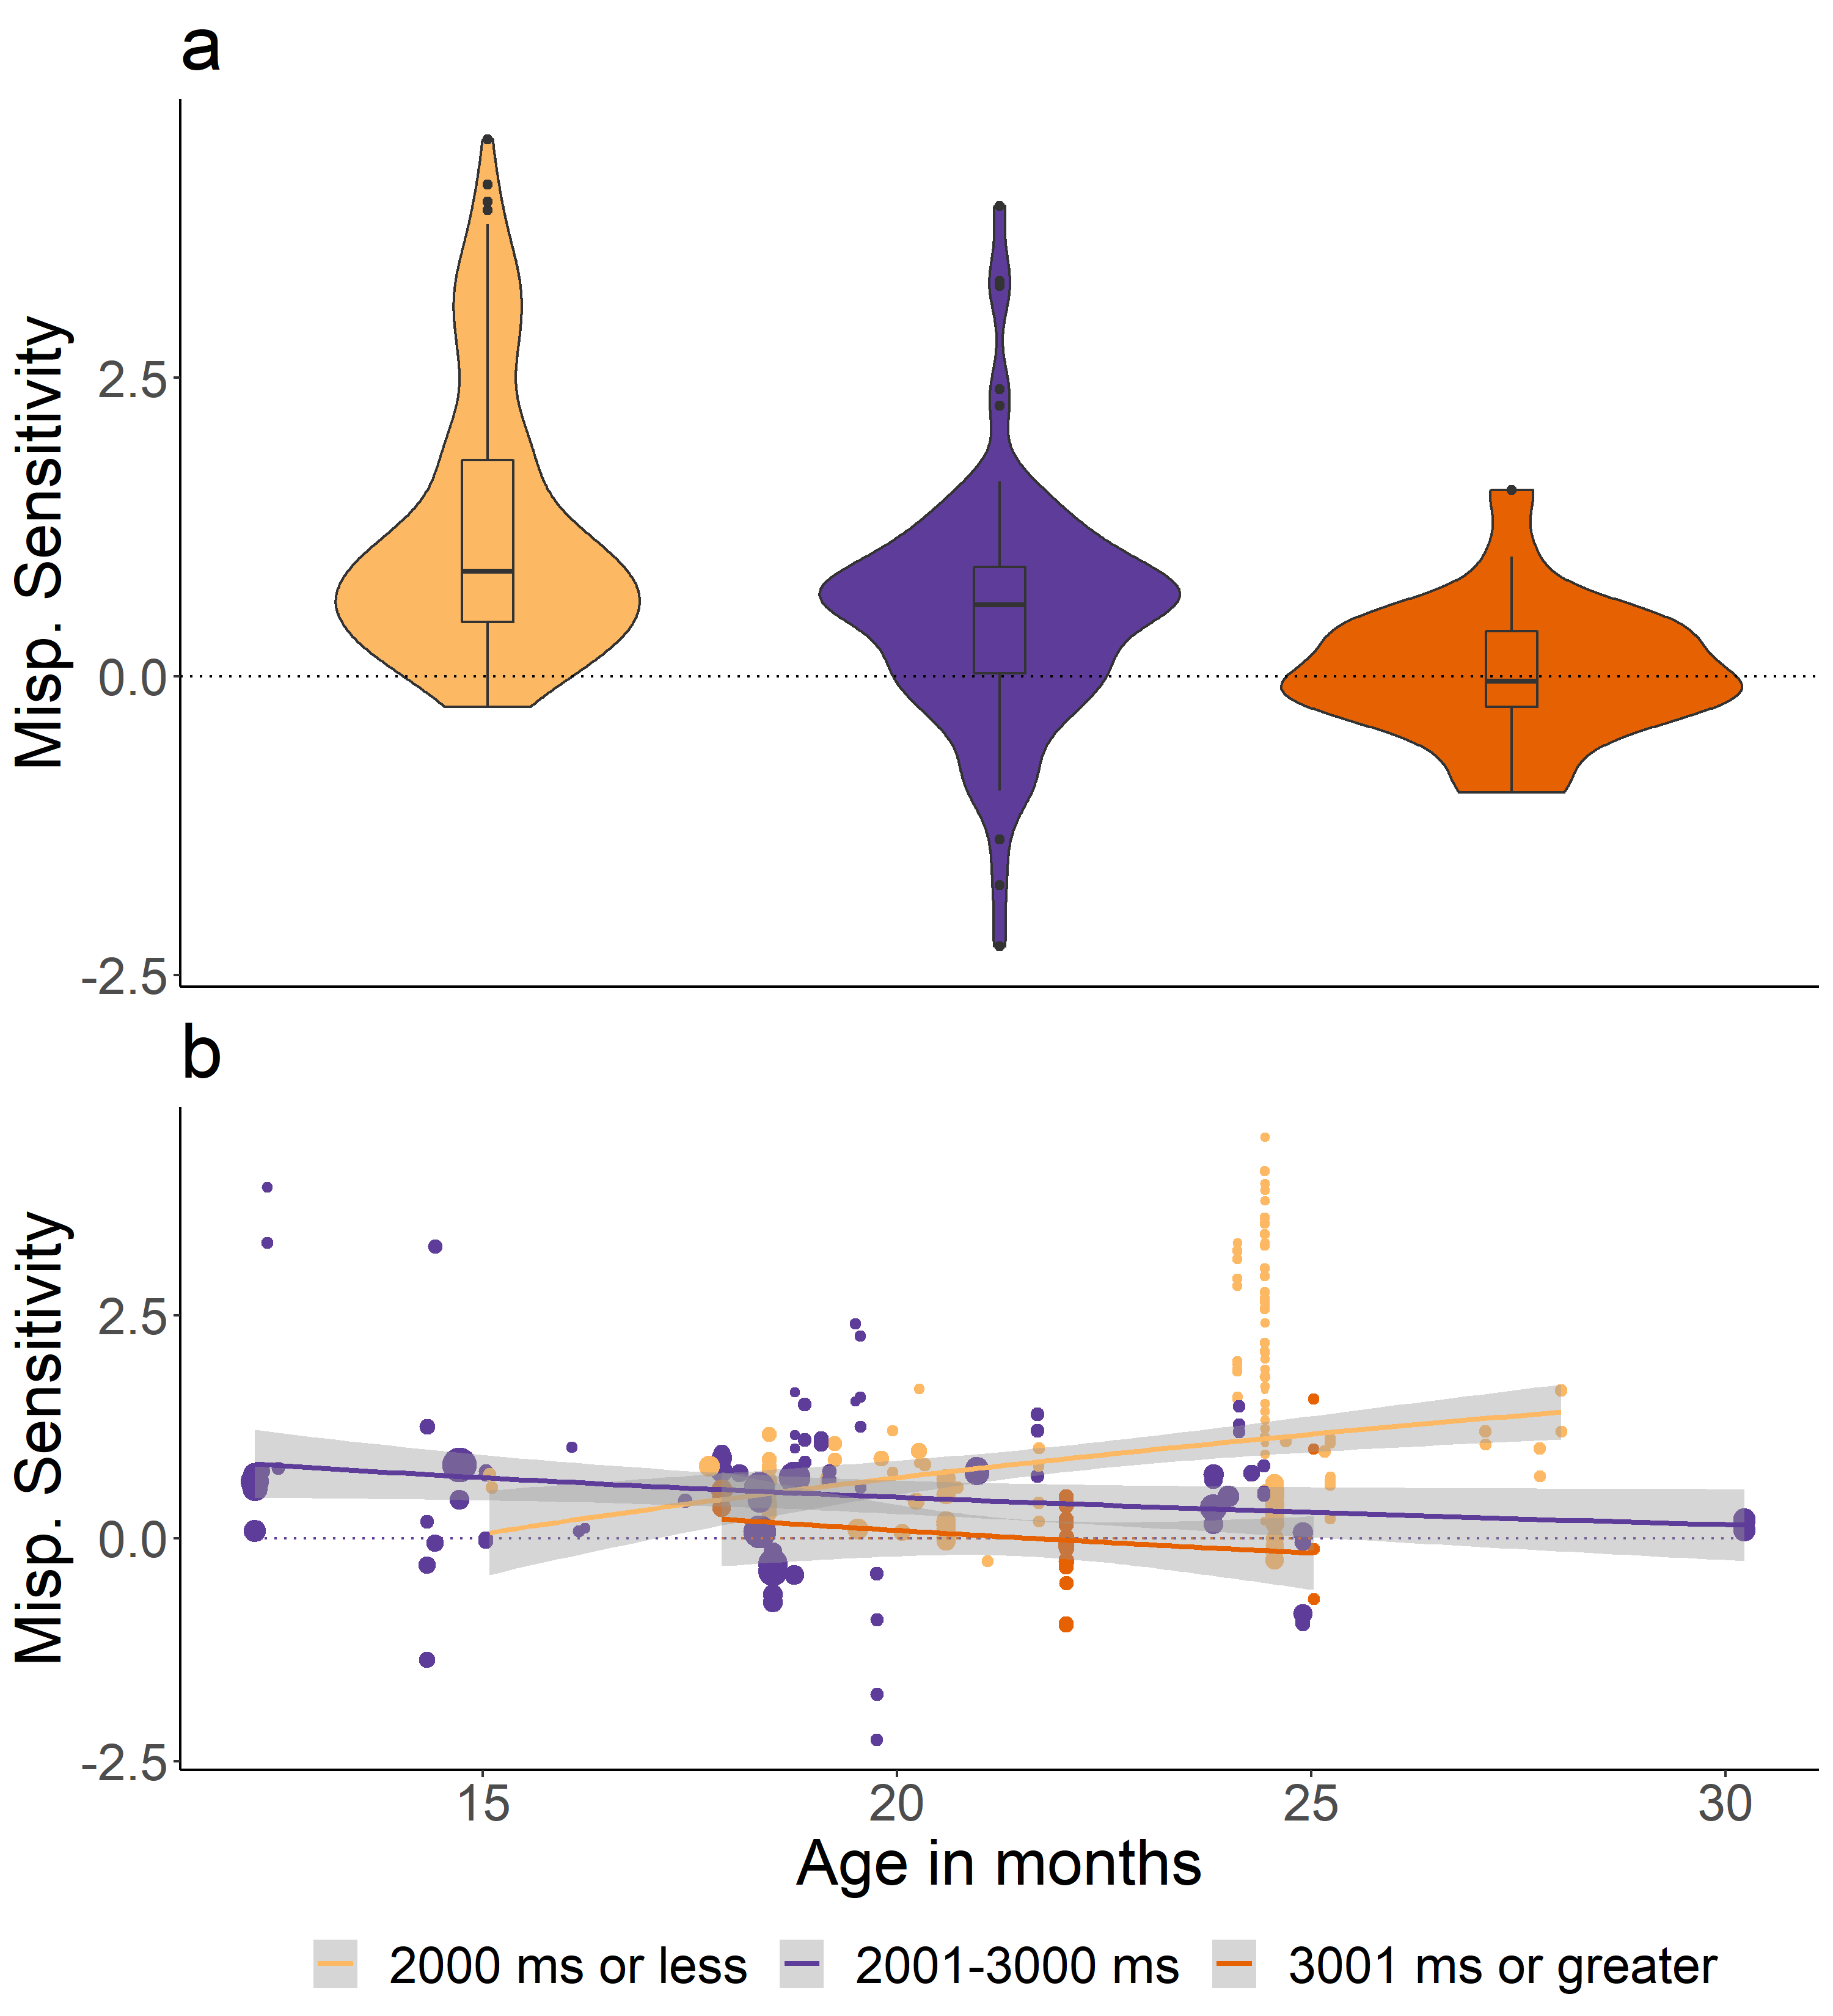 a
Misp. Sensitivity
2.5
0.0
-2.5
b
Misp. Sensitivity
2.5
0.0
-2.5
15 20 25 30
Age in months
2000 ms or less 2001-3000 ms 3001 ms or greater